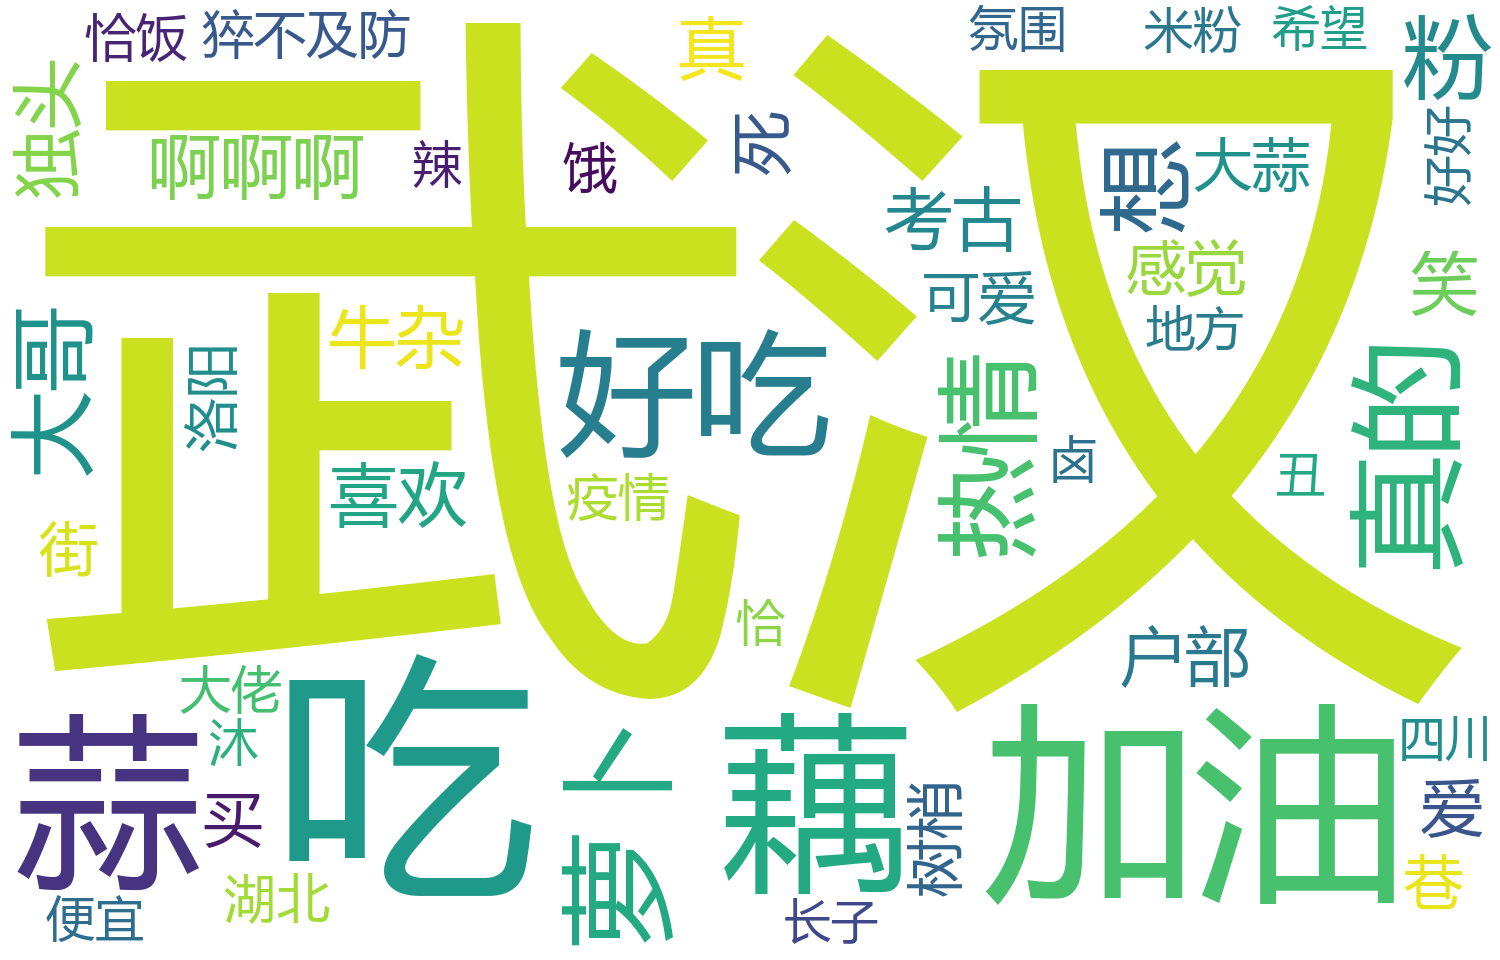 恰饭
猝不及防
真
氛围
米粉
希望
粉
独头
武汉
啊啊啊
辣
饿
死
想
大蒜
好好
考古
感觉
笑
可爱
地方
大哥
洛阳
牛杂
好吃
热情
真的
喜欢
疫情
卤
丑
街
恰
户部
大佬
沐
蒜
吃
萝卜
藕
加油
四川
买
树梢
爱
巷
湖北
便宜
长子